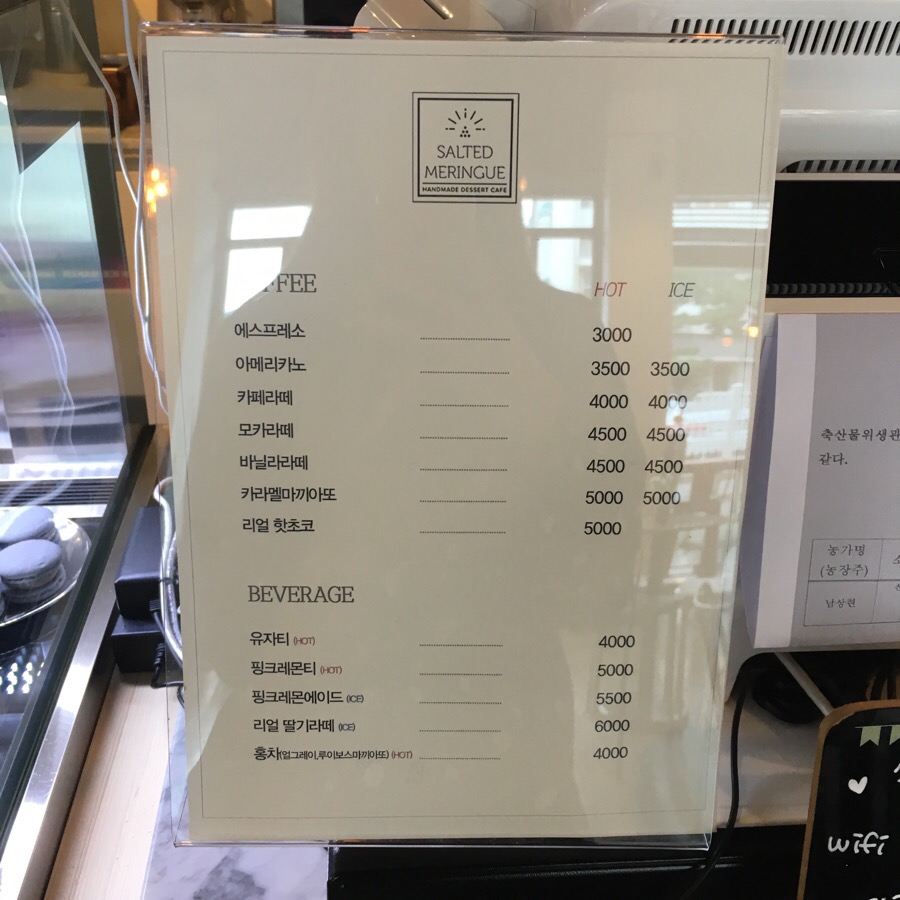 SALTED
MERINGUE
HANDMADE DESSERT CAFE
FFEE HOT ICE
에스프레소 3000
아메리카노 3500 3500
카페라떼 4000 4000
모카라떼 4500 4500
바닐라라떼 4500 4500
카라멜마끼아또 5000 5000
리얼 핫초코 5000
BEVERAGE
유자티 (HOT) 4000
핑크레몬티 (HOT) 5000
핑크레몬에이드 (ICE) 5500
리얼 딸기라떼 (ICE) 6000
홍차(얼그레이,루이보스마끼아또) (HOT) 4000
축산물위생관
같다.
농가명
(농장주)
남상현
wifi